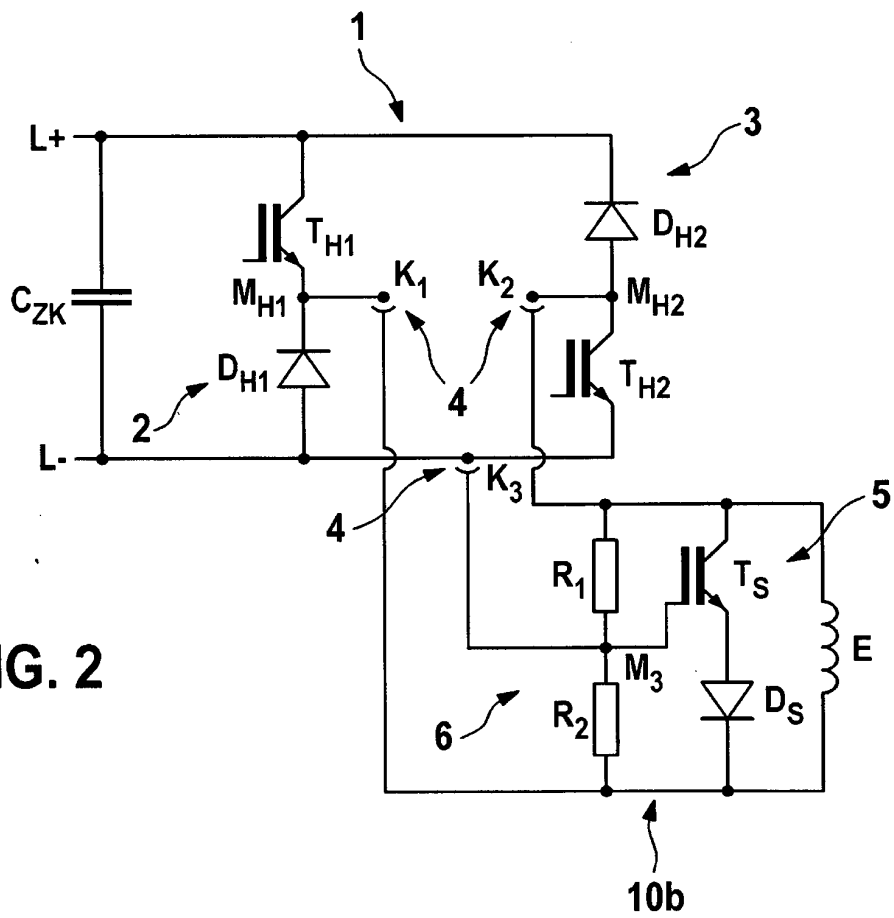 1
L+
3
T_H1
D_H2
M_H1
K_1
K_2
M_H2
C_ZK
D_H1
4
T_H2
2
L-
K_3
4
5
R_1
T_S
E
IG. 2
M_3
D_S
6
R_2
10b